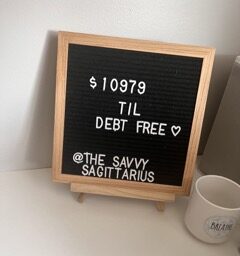 $10979
TIL
DEBT FREE♡
@THE SAVVY
SAGITTARIUS